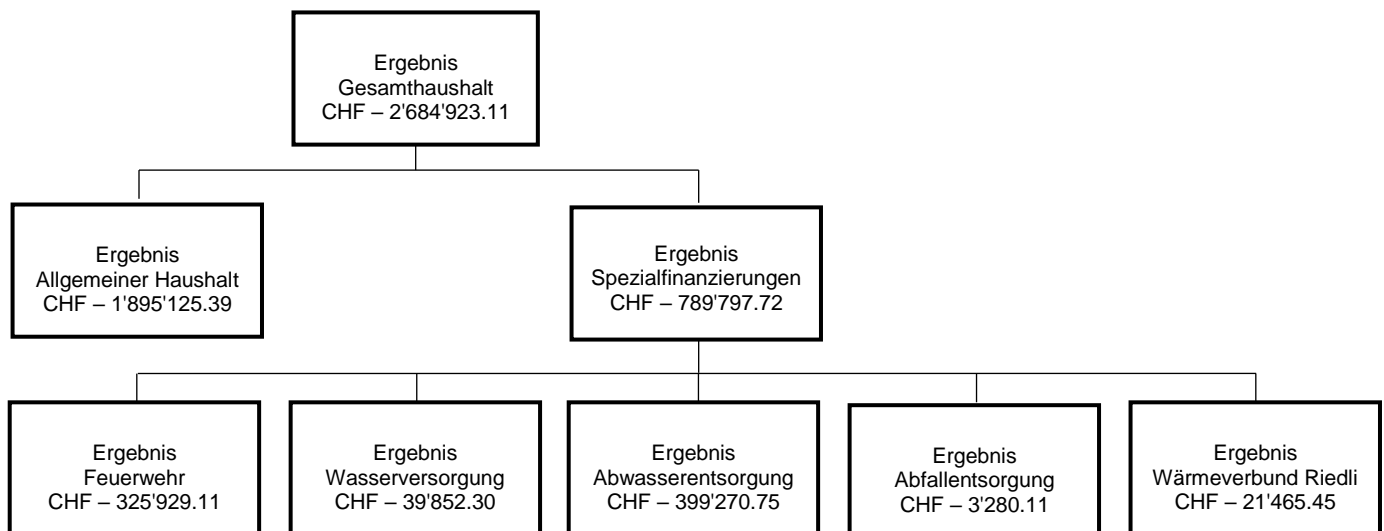 Ergebnis
Gesamthaushalt
CHF – 2'684'923.11
Ergebnis
Allgemeiner Haushalt
CHF – 1'895'125.39
Ergebnis
Spezialfinanzierungen
CHF – 789'797.72
Ergebnis
Feuerwehr
CHF – 325'929.11
Ergebnis
Wasserversorgung
CHF – 39'852.30
Ergebnis
Abwasserentsorgung
CHF – 399'270.75
Ergebnis
Abfallentsorgung
CHF – 3'280.11
Ergebnis
Wärmeverbund Riedli
CHF – 21'465.45